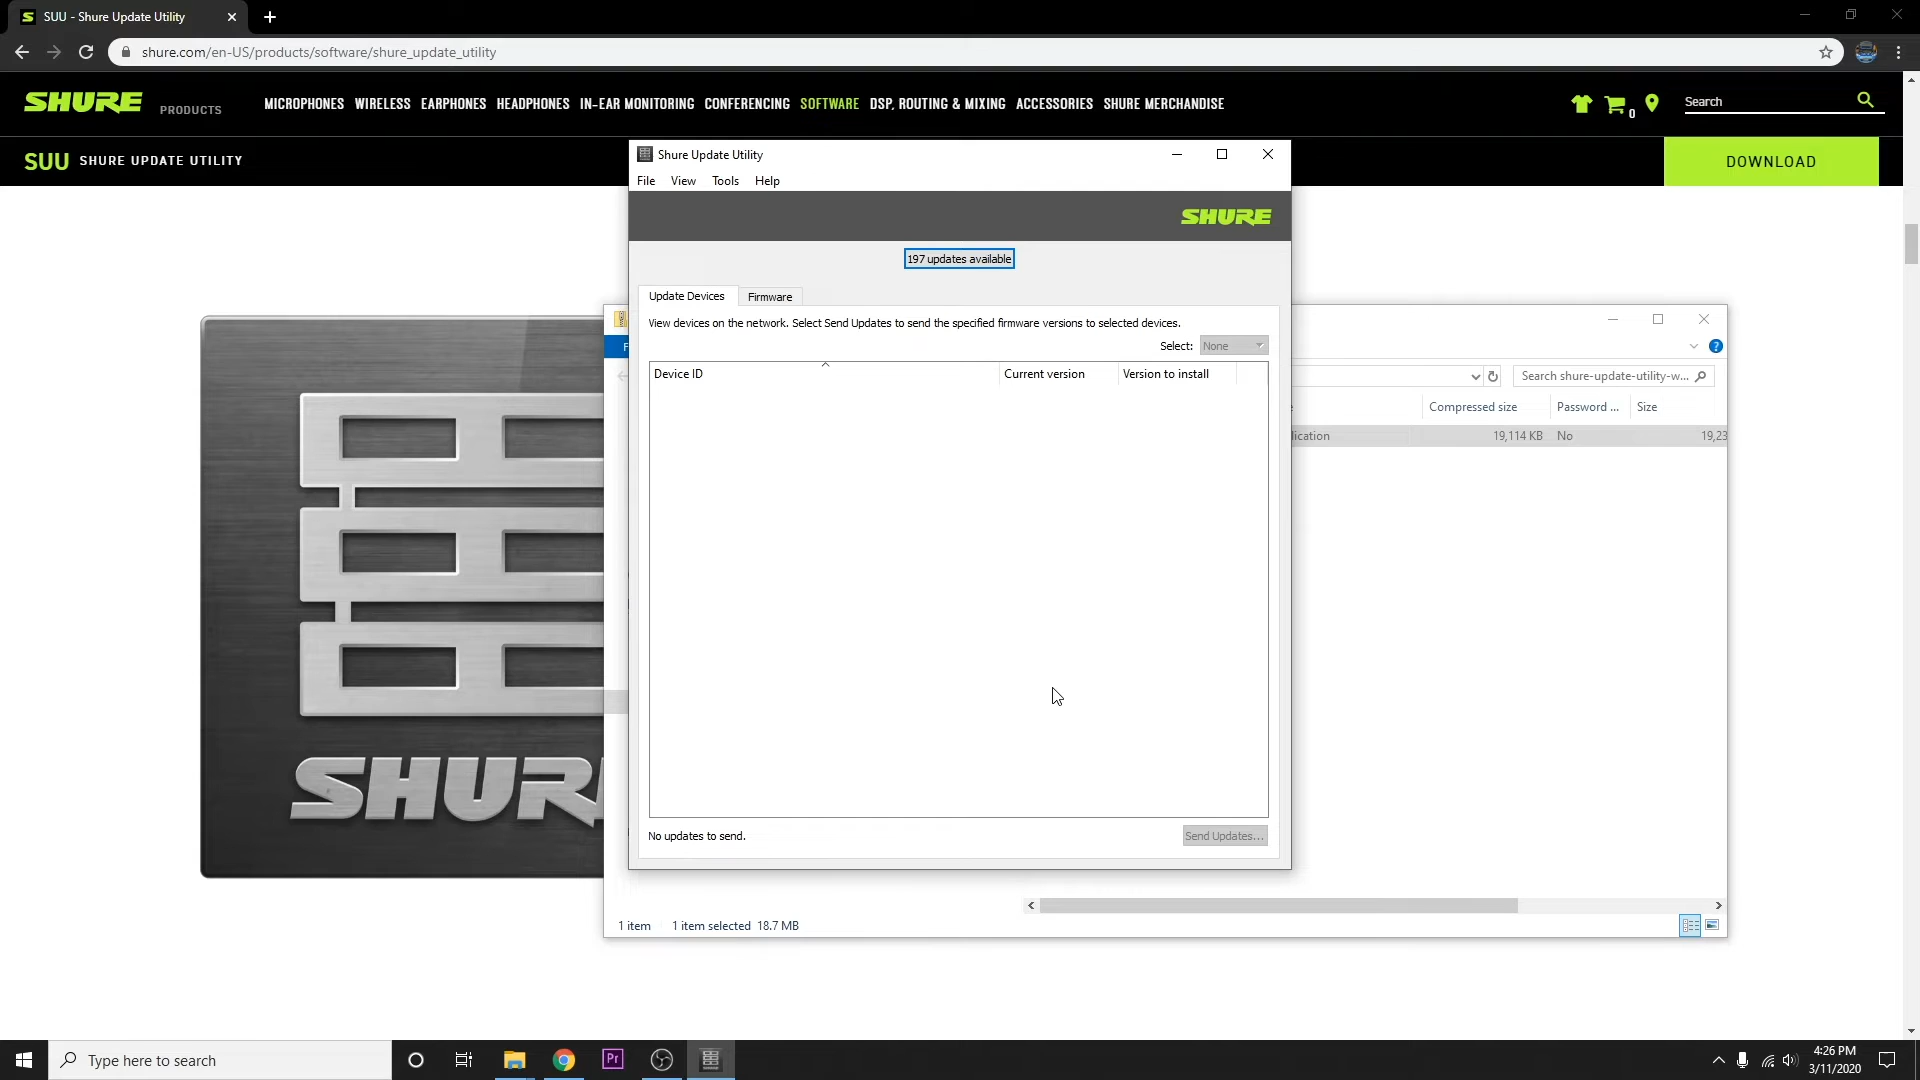 SUU - Shure Update Utility
shure.com/en-US/products/software/shure_update_utility
SHURE PRODUCTS MICROPHONES WIRELESS EARPHONES HEADPHONES IN-EAR MONITORING CONFERENCING SOFTWARE DSP, ROUTING & MIXING ACCESSORIES SHURE MERCHANDISE 0 Search
SUU SHURE UPDATE UTILITY DOWNLOAD
Shure Update Utility
File View Tools Help
SHURE
197 updates available
Update Devices Firmware
View devices on the network. Select Send Updates to send the specified firmware versions to selected devices.
Select: None
Device ID Current version Version to install
No updates to send. Send Updates...
Search shure-update-utility-w...
Compressed size Password ... Size
lication 19,114 KB No 19,23
1 item 1 item selected 18.7 MB
SHUR
Type here to search
Pr
4:26 PM
3/11/2020